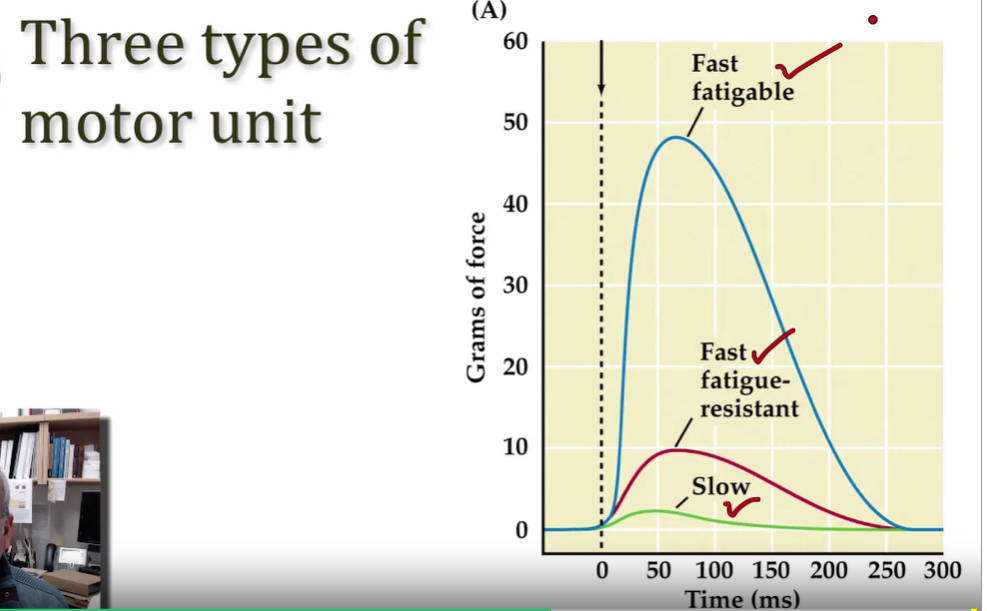 Three types of
motor unit
(A)
60
50
40
30
20
10
0
Grams of force
Fast
fatigable
Fast
fatigue-
resistant
Slow
0 50 100 150 200 250 300
Time (ms)